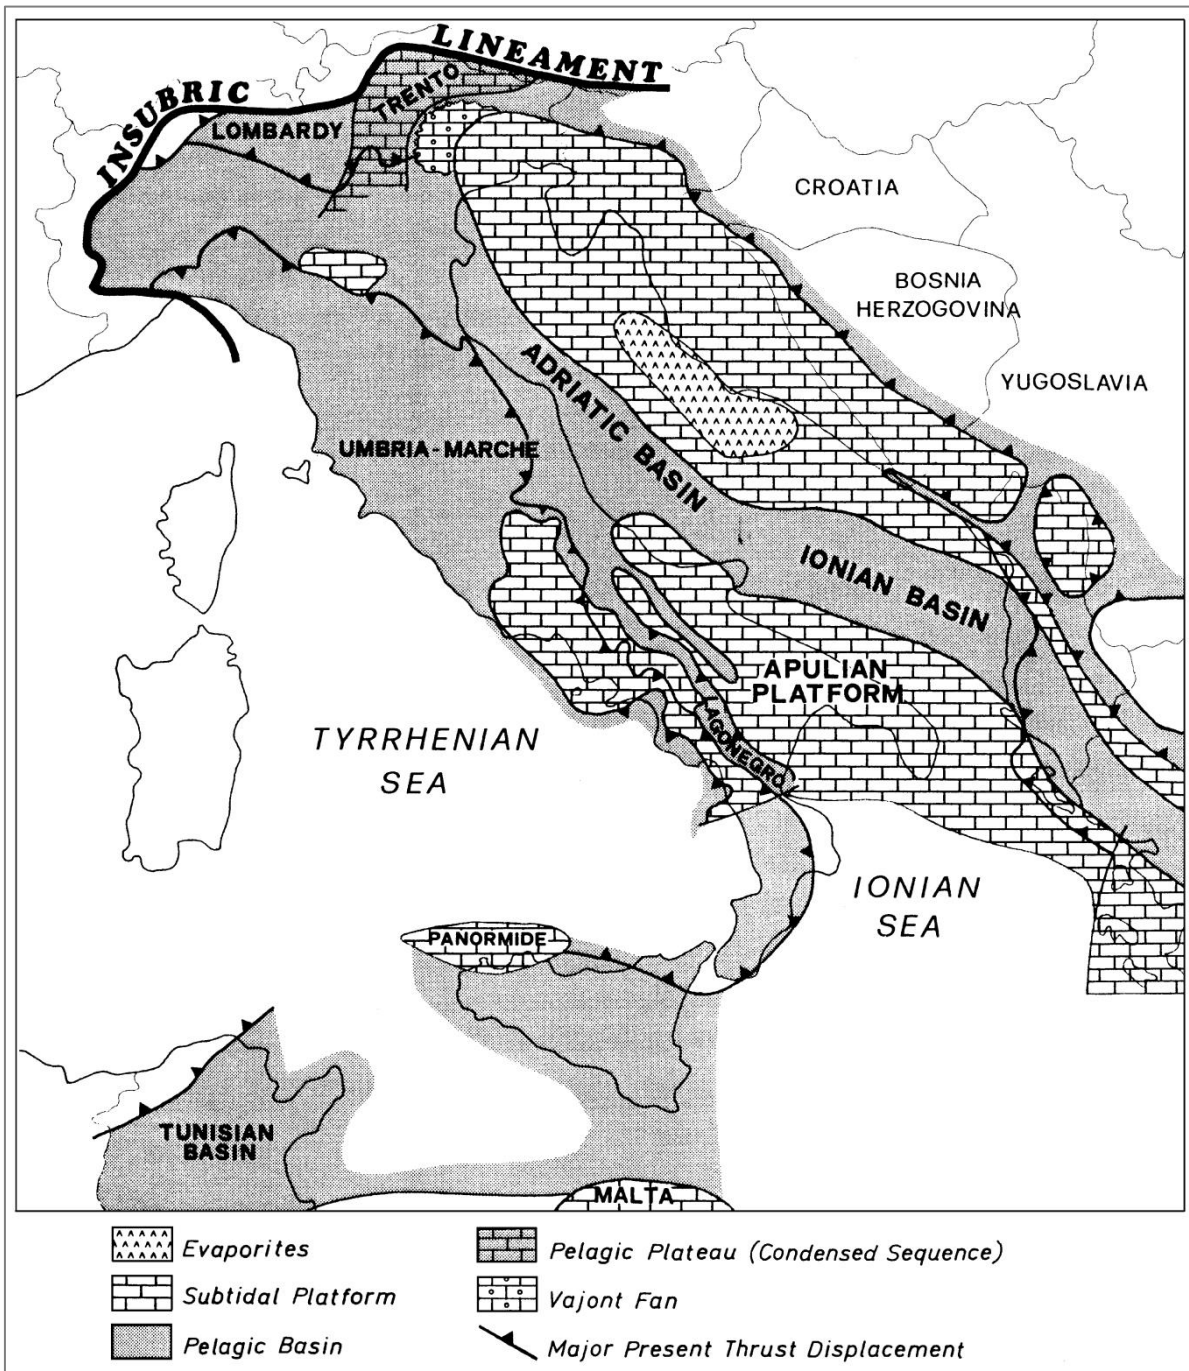 INSUBRIC
LINEAMENT
TRENTO
LOMBARDY
CROATIA
BOSNIA
HERZOGOVINA
YUGOSLAVIA
ADRIATIC BASIN
UMBRIA-MARCHE
IONIAN BASIN
APULIAN
PLATFORM
LAGONEGRO
TYRRHENIAN
SEA
IONIAN
SEA
PANORMIDE
TUNISIAN
BASIN
MALTA
Evaporites
Subtidal Platform
Pelagic Basin
Pelagic Plateau (Condensed Sequence)
Vajont Fan
Major Present Thrust Displacement